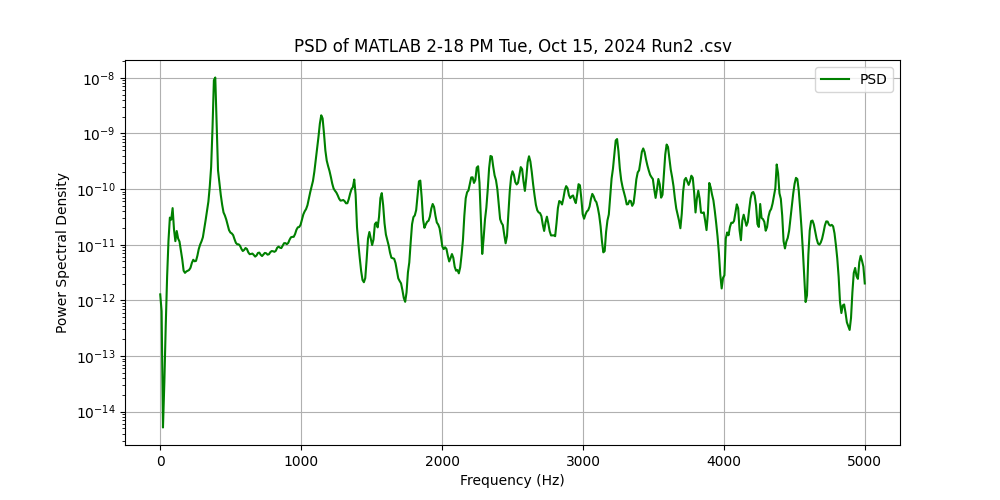 PSD of MATLAB 2-18 PM Tue, Oct 15, 2024 Run2 .csv
PSD
Power Spectral Density
10⁻⁸
10⁻⁹
10⁻¹⁰
10⁻¹¹
10⁻¹²
10⁻¹³
10⁻¹⁴
0 1000 2000 3000 4000 5000
Frequency (Hz)